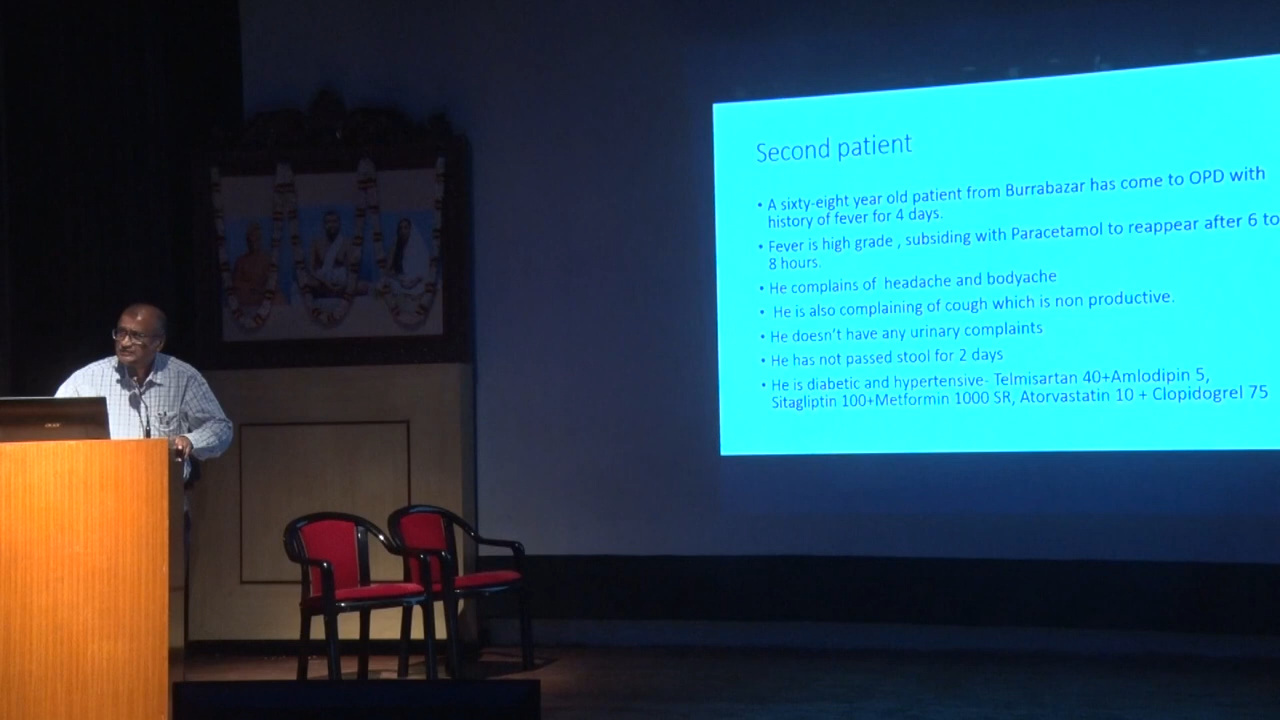 Second patient
• A sixty-eight year old patient from Burrabazar has come to OPD with
history of fever for 4 days.
• Fever is high grade , subsiding with Paracetamol to reappear after 6 to
8 hours.
• He complains of headache and bodyache
• He is also complaining of cough which is non productive.
• He doesn't have any urinary complaints
• He has not passed stool for 2 days
• He is diabetic and hypertensive- Telmisartan 40+Amlodipin 5,
Sitagliptin 100+Metformin 1000 SR, Atorvastatin 10 + Clopidogrel 75
acer